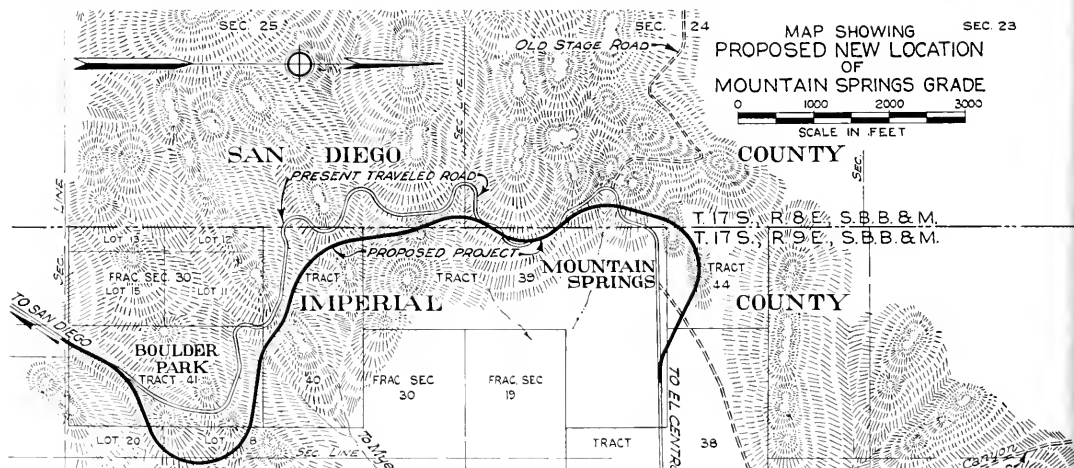 SEC. 25
SEC. 24
SEC. 23
OLD STAGE ROAD
MAP SHOWING
PROPOSED NEW LOCATION
OF
MOUNTAIN SPRINGS GRADE
0 1000 2000 3000
SCALE IN FEET
SEC. LINE
SAN DIEGO COUNTY
PRESENT TRAVELED ROAD
SEC.
SEC. LINE
T. 17 S., R. 8 E., S.B.B. & M.
T. 17 S., R. 9 E., S.B.B. & M.
LOT 13
LOT 12
FRAC. SEC. 30
LOT 15
LOT 11
PROPOSED PROJECT
TRACT
TRACT 39
MOUNTAIN
SPRINGS
TRACT
44
IMPERIAL COUNTY
TO SAN DIEGO
BOULDER
PARK
TRACT 41
40
FRAC. SEC
30
FRAC. SEC
19
TO EL CENTR
LOT 20
LOT 18
SEC. LINE
TO Mye
TRACT
38
Canyon